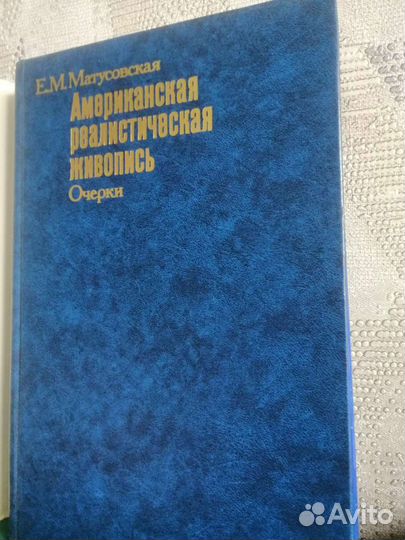 Е.М.Матусовская
Американская
реалистическая
живопись
Очерки
Avito